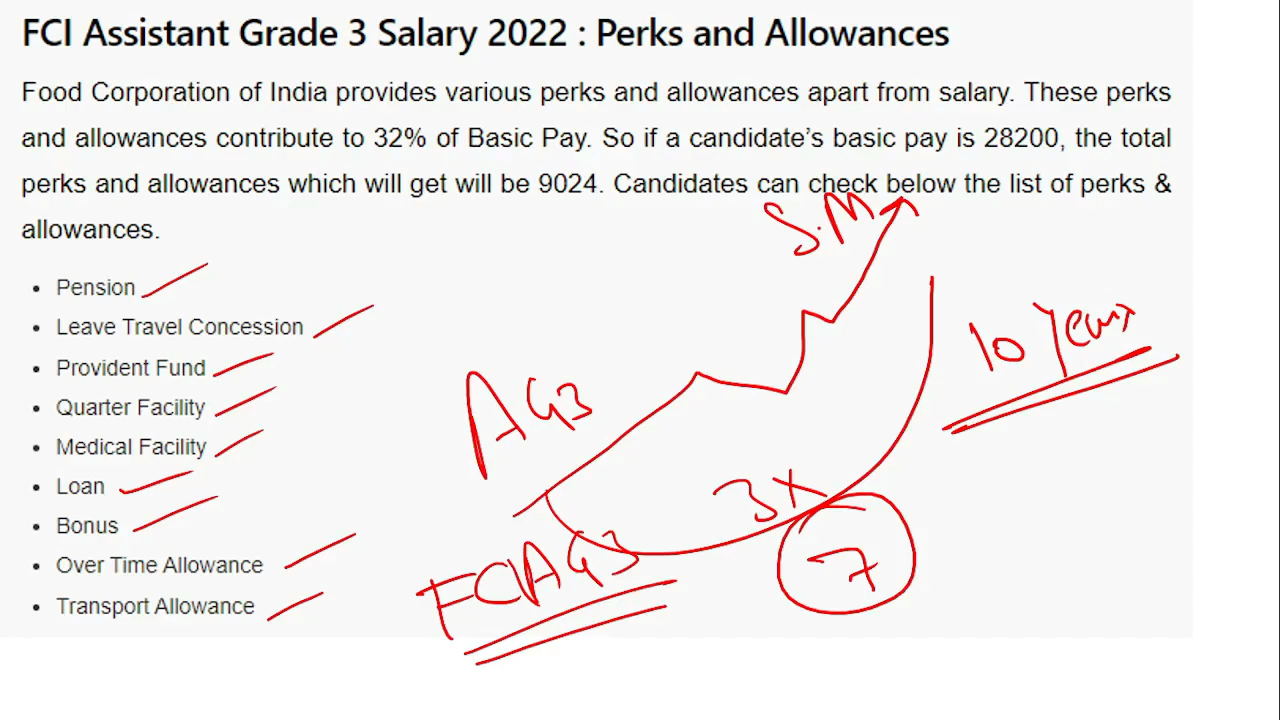 FCI Assistant Grade 3 Salary 2022 : Perks and Allowances
Food Corporation of India provides various perks and allowances apart from salary. These perks
and allowances contribute to 32% of Basic Pay. So if a candidate’s basic pay is 28200, the total
perks and allowances which will get will be 9024. Candidates can check below the list of perks &
allowances.
S.M
• Pension
• Leave Travel Concession
10 Years
• Provident Fund
AG3
• Quarter Facility
• Medical Facility
• Loan
3x
• Bonus
• Over Time Allowance
7
FCI AG3
• Transport Allowance